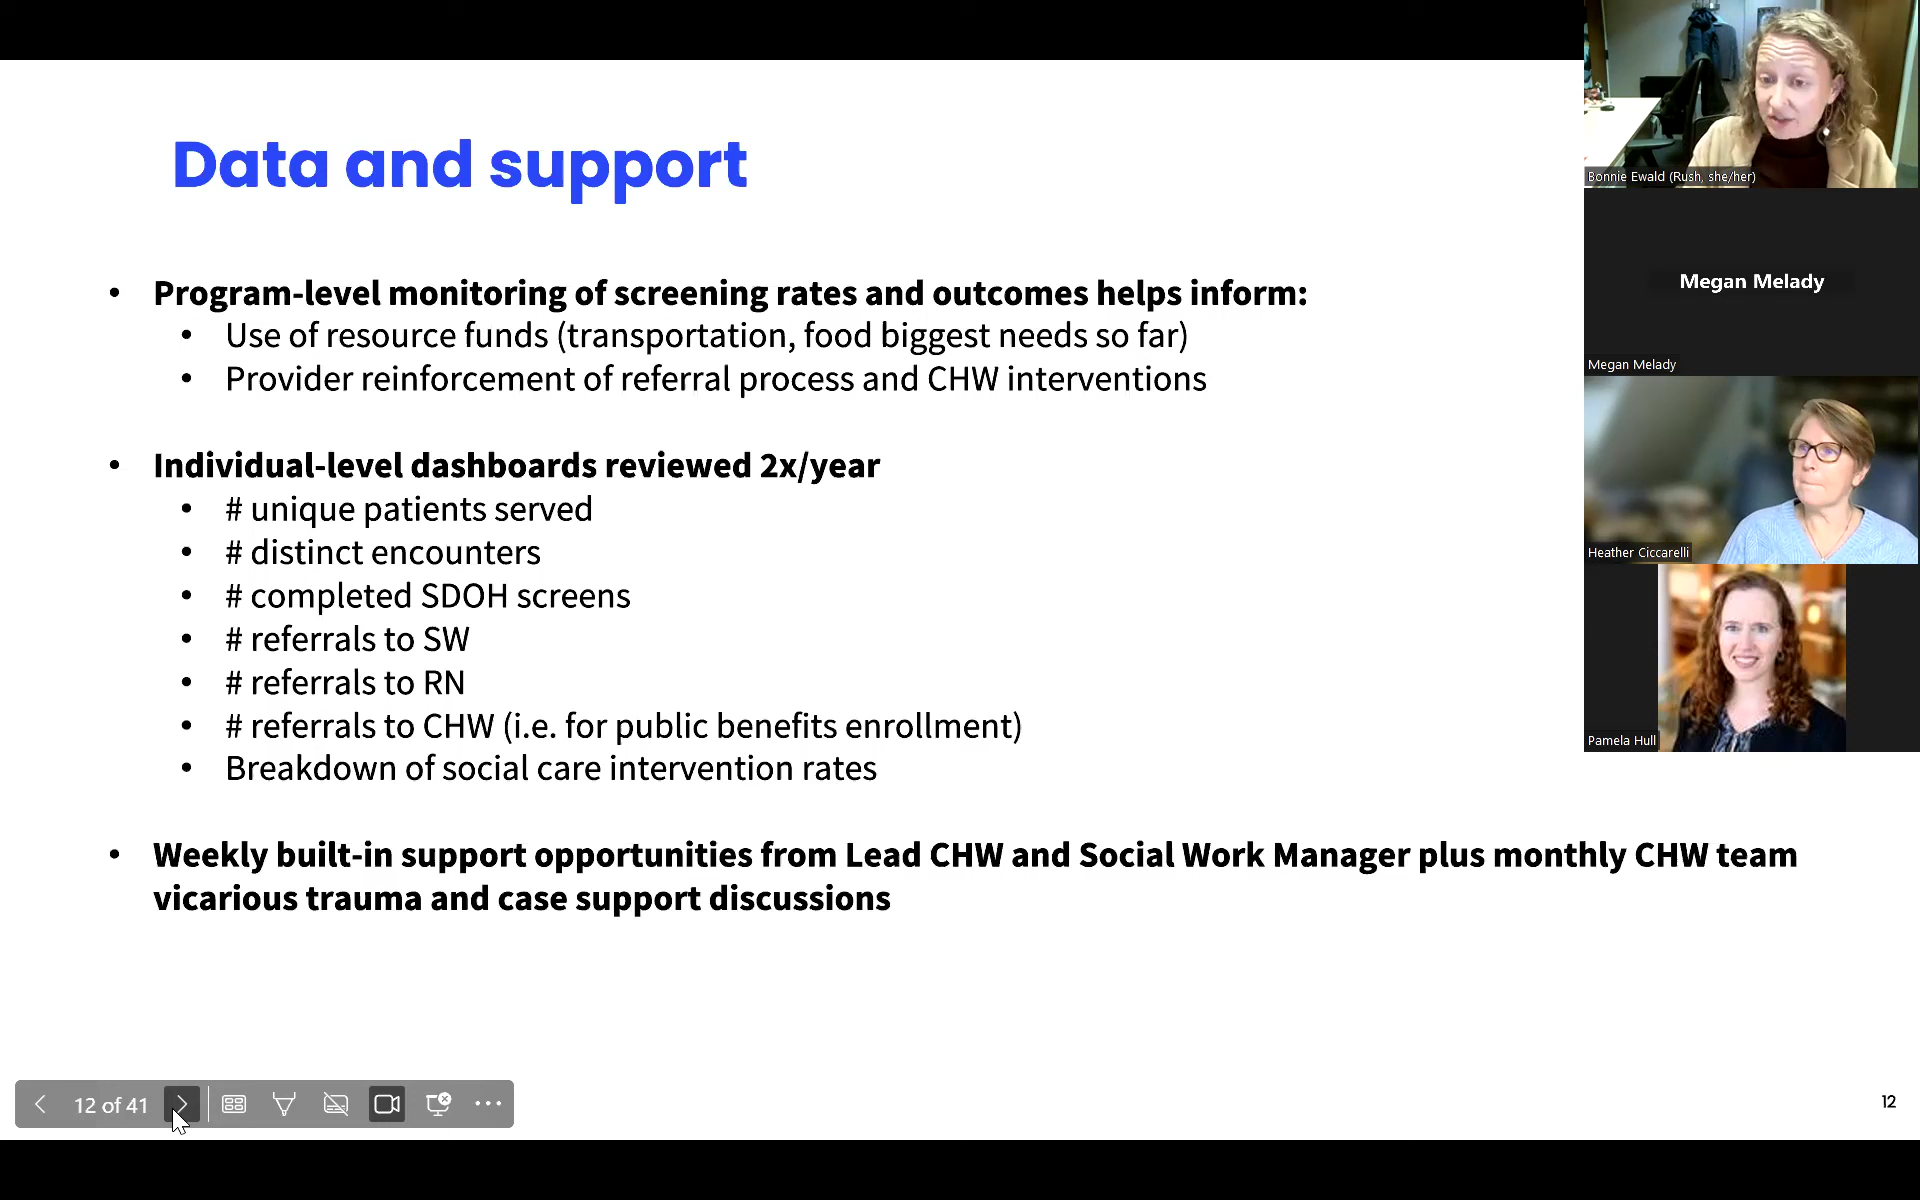 Data and support
• Program-level monitoring of screening rates and outcomes helps inform:
• Use of resource funds (transportation, food biggest needs so far)
• Provider reinforcement of referral process and CHW interventions
• Individual-level dashboards reviewed 2x/year
• # unique patients served
• # distinct encounters
• # completed SDOH screens
• # referrals to SW
• # referrals to RN
• # referrals to CHW (i.e. for public benefits enrollment)
• Breakdown of social care intervention rates
• Weekly built-in support opportunities from Lead CHW and Social Work Manager plus monthly CHW team
vicarious trauma and case support discussions
12 of 41
12
Bonnie Ewald (Rush, she/her)
Megan Melady
Megan Melady
Heather Ciccarelli
Pamela Hull